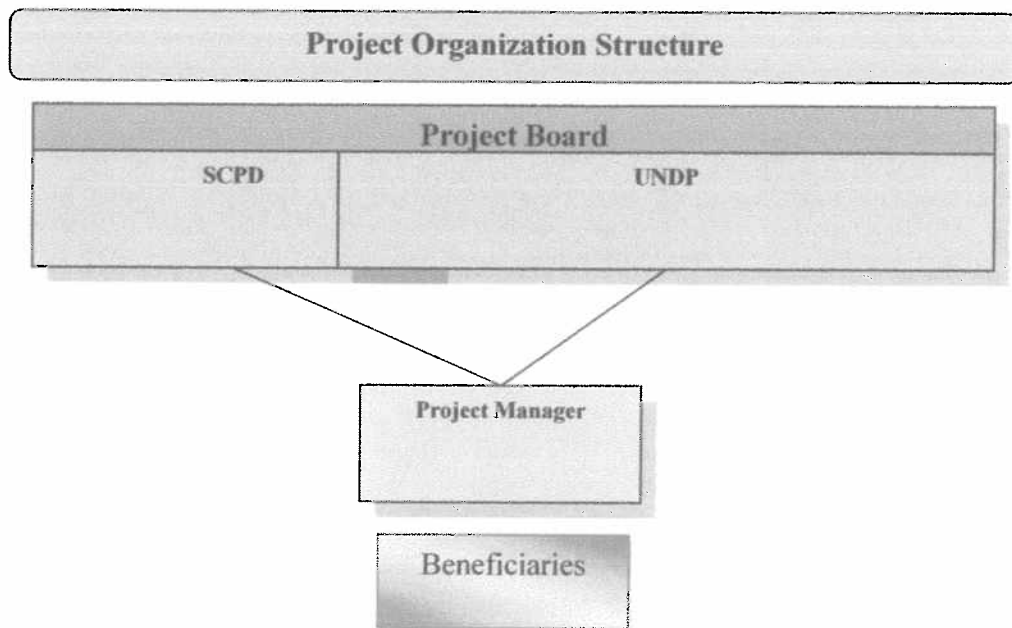 Project Organization Structure
Project Board
SCPD
UNDP
Project Manager
Beneficiaries